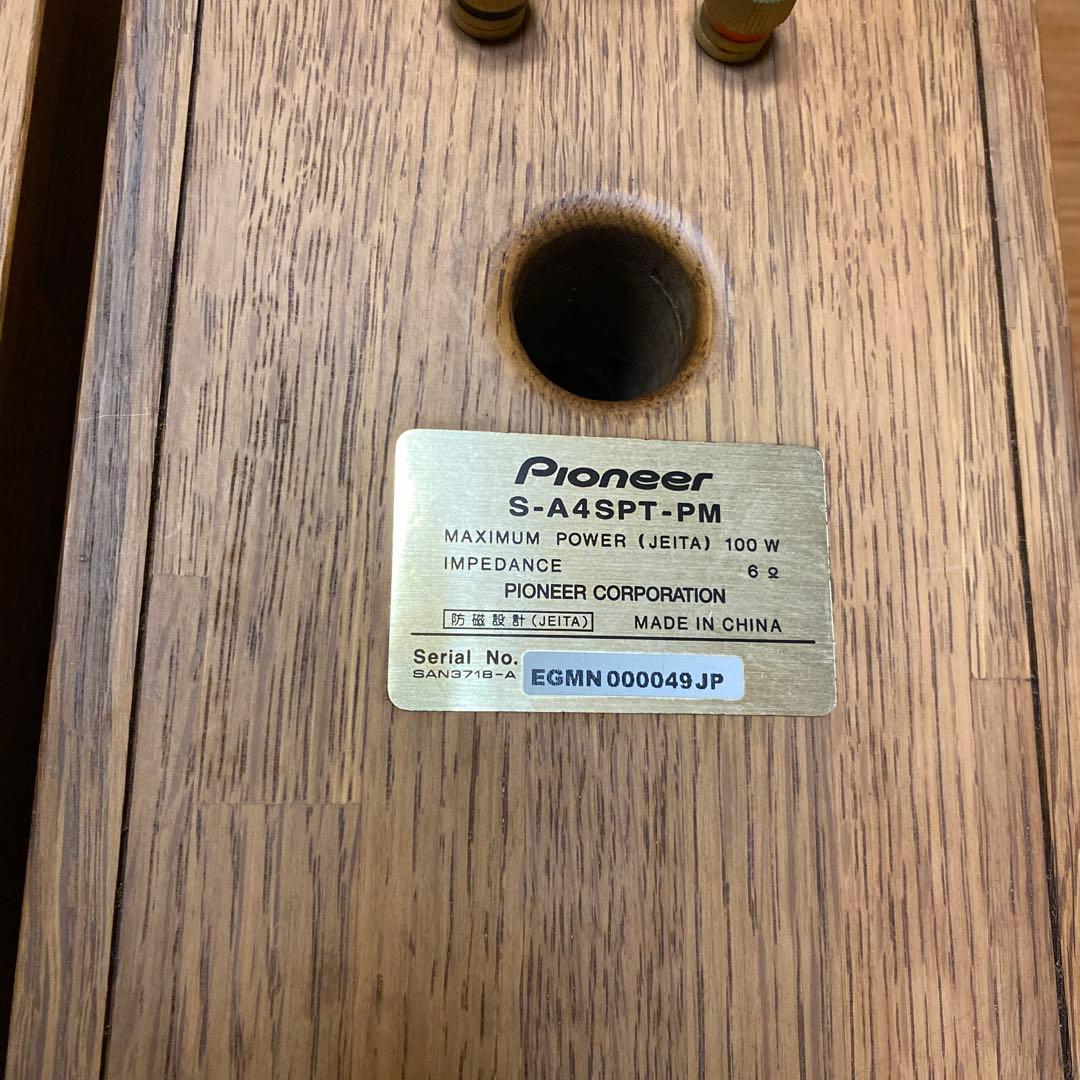 Pioneer
S-A4SPT-PM
MAXIMUM POWER (JEITA) 100 W
IMPEDANCE 6 Ω
PIONEER CORPORATION
防磁設計(JEITA) MADE IN CHINA
Serial No. EGMN000049JP
SAN3718-A